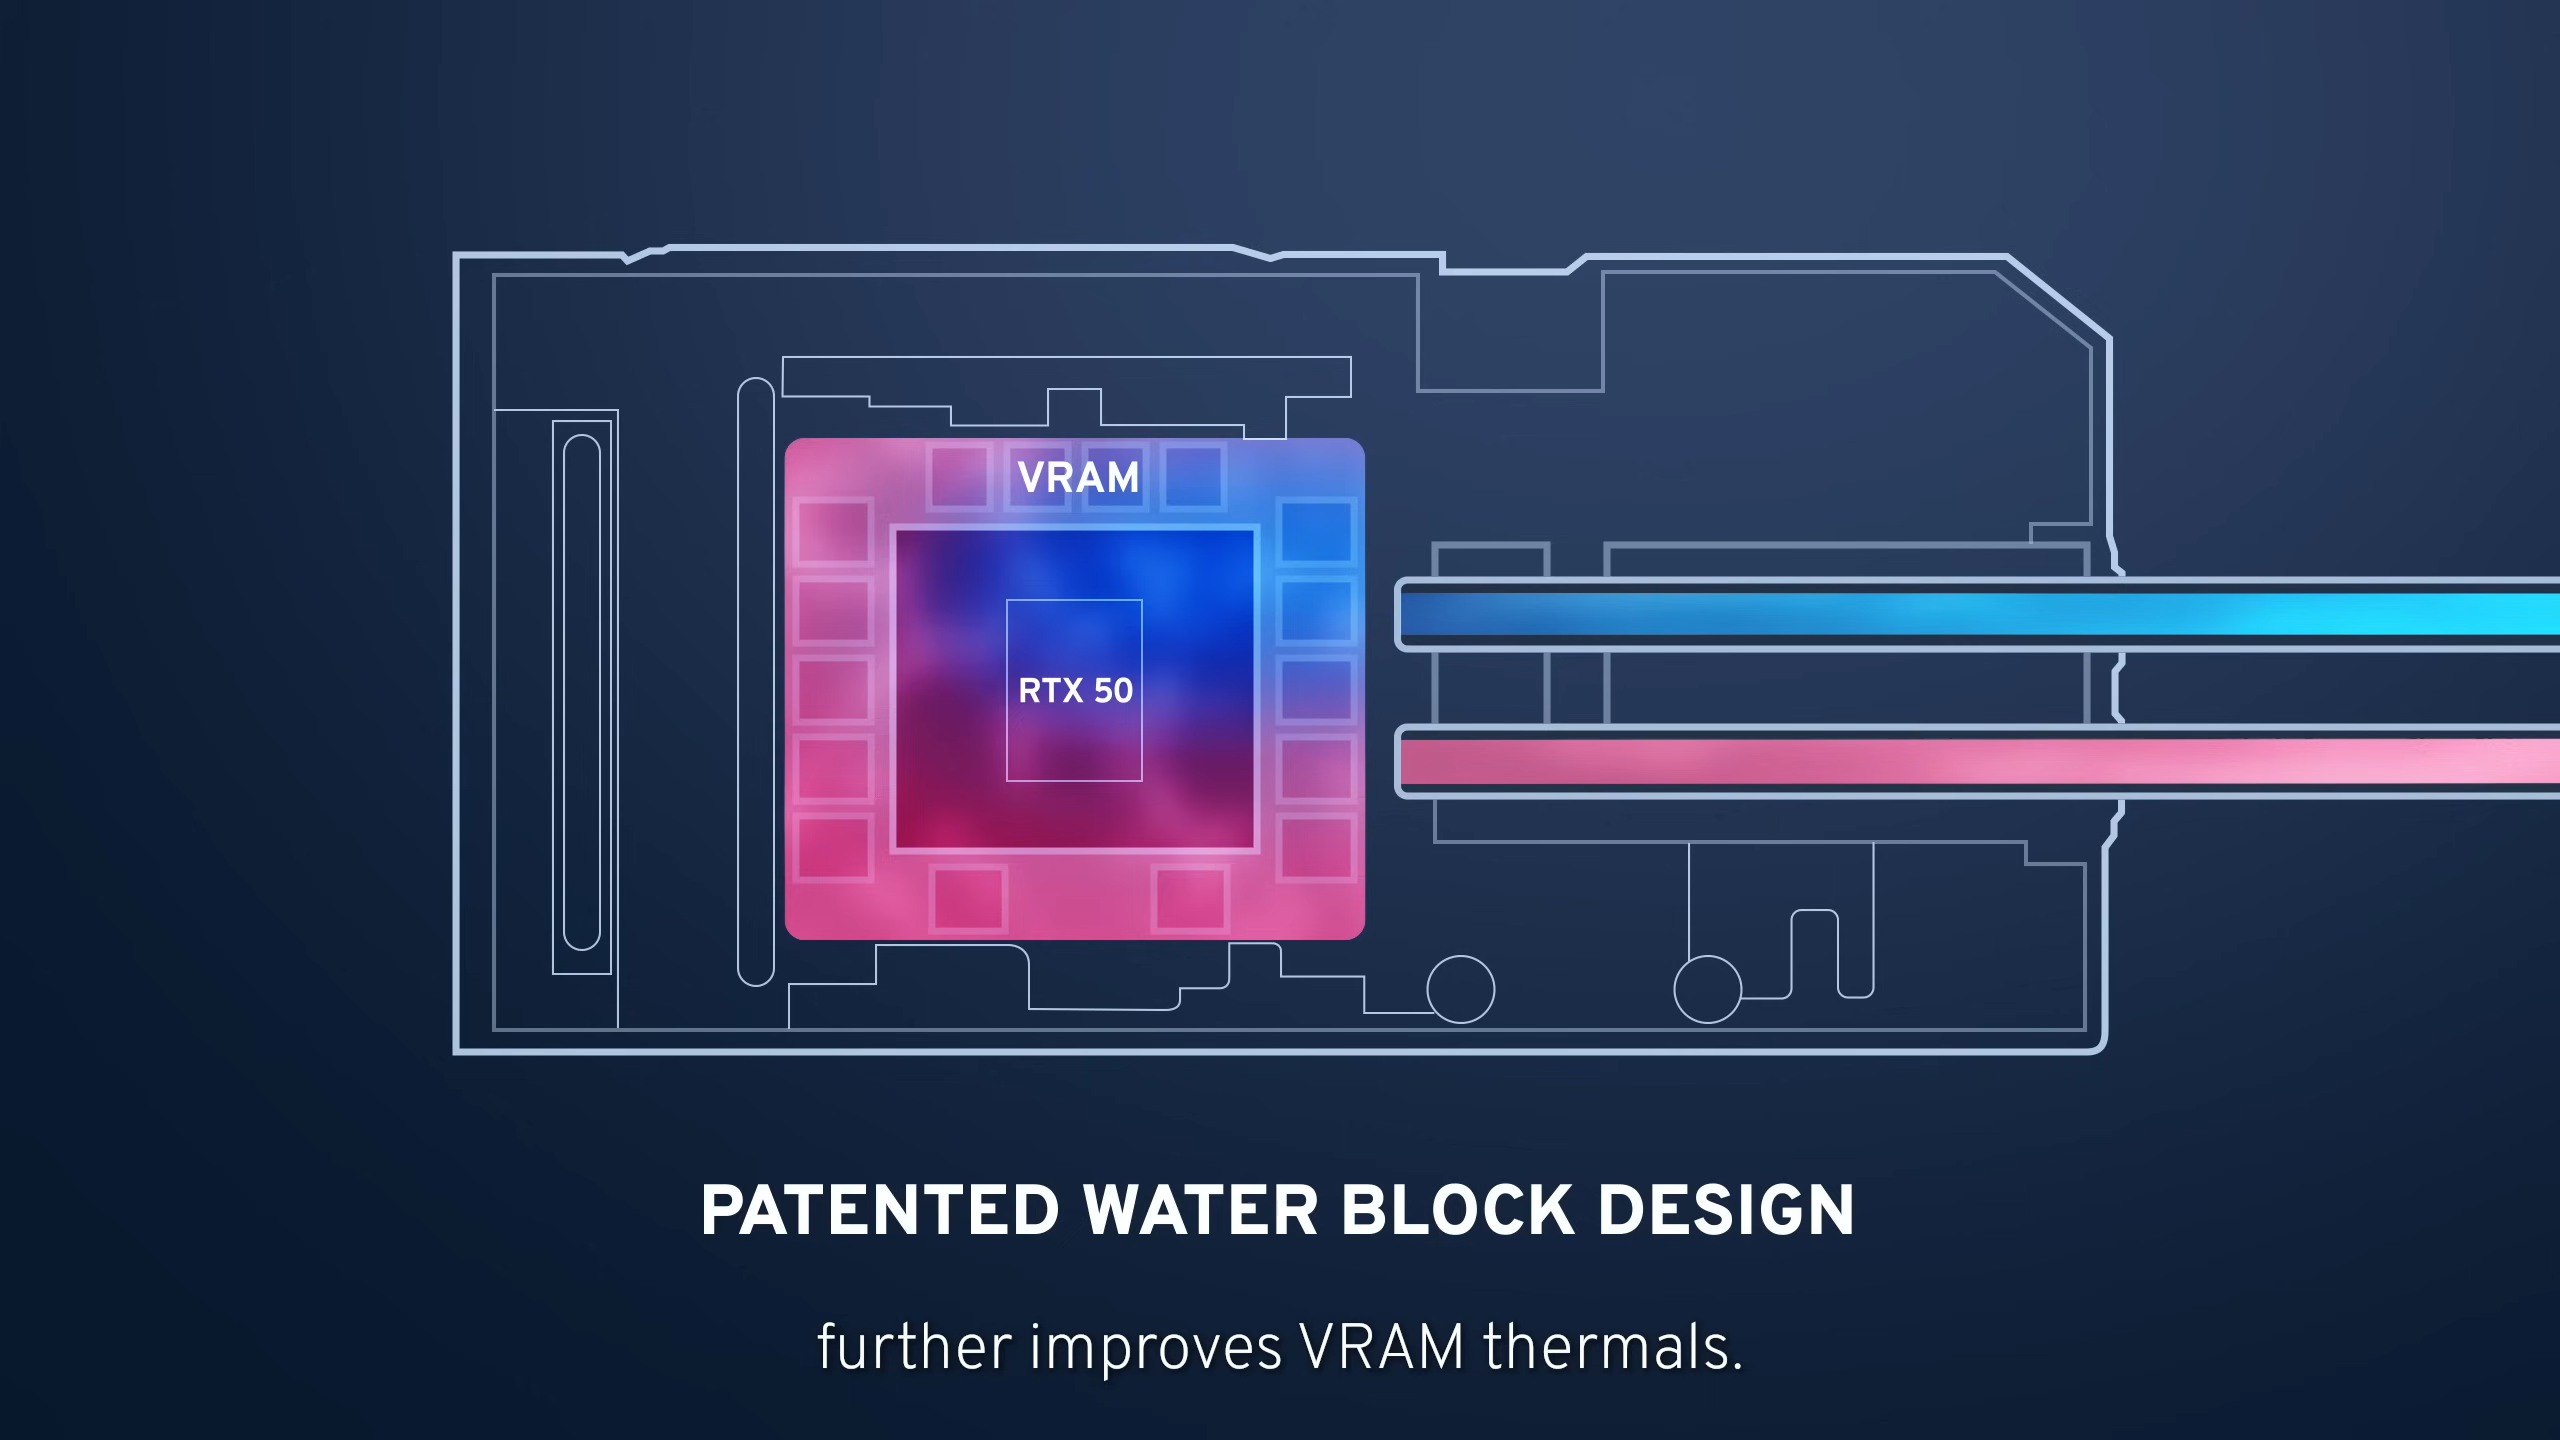 VRAM
RTX 50
PATENTED WATER BLOCK DESIGN
further improves VRAM thermals.